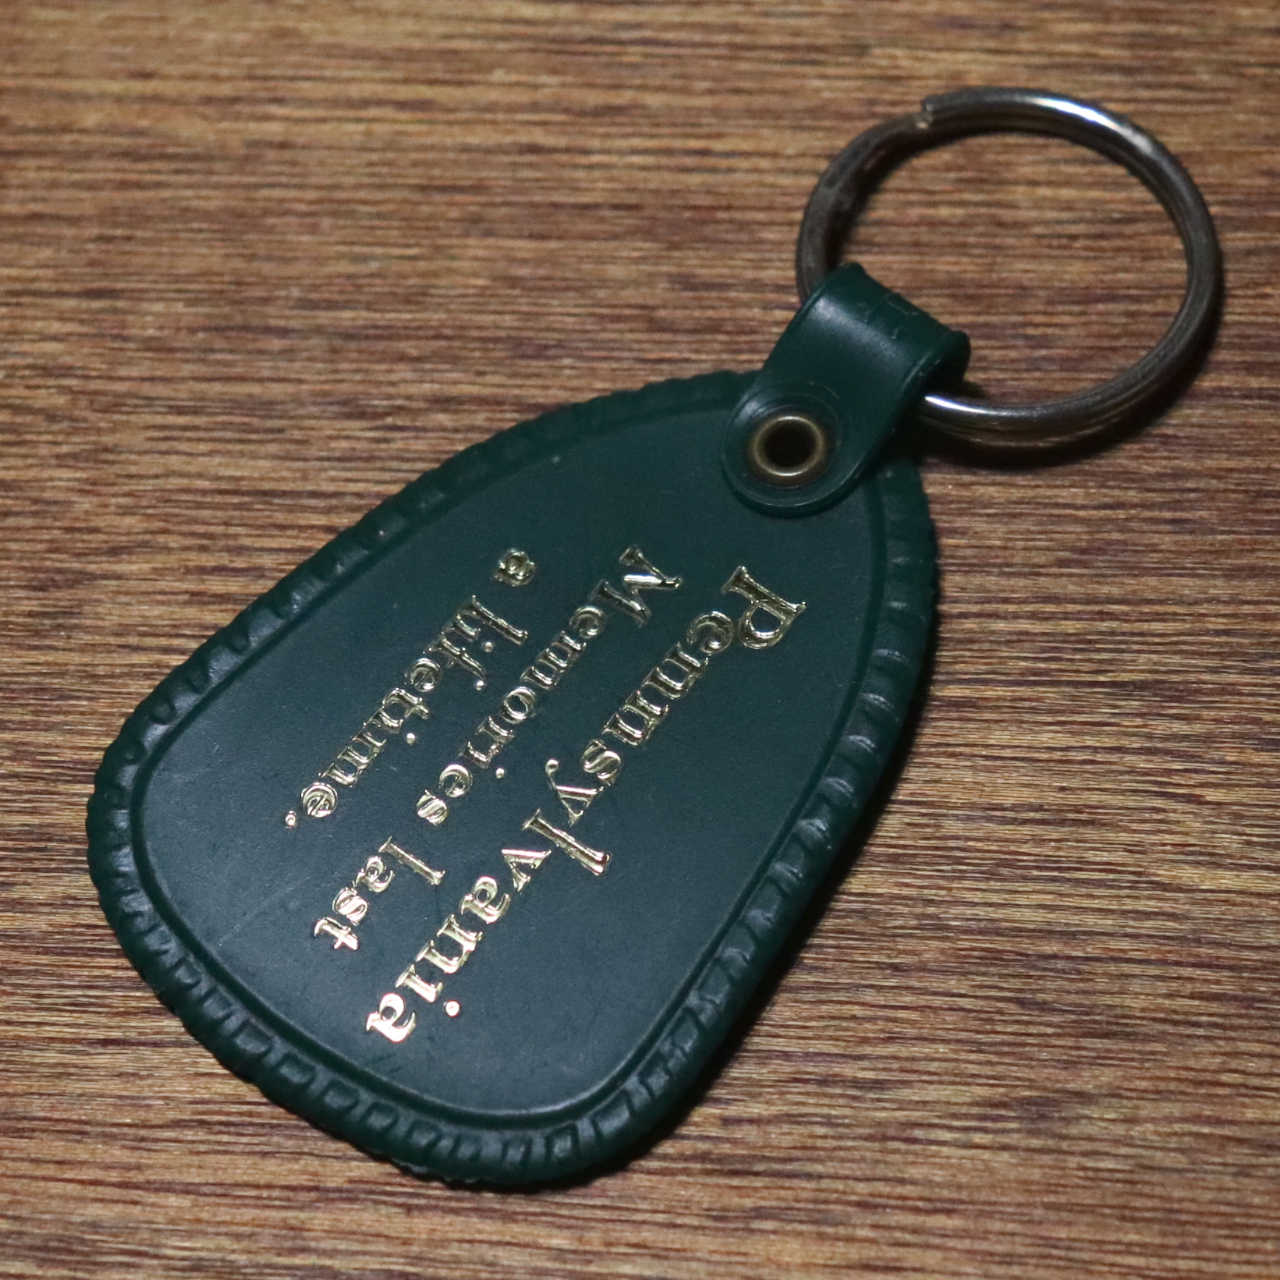 Pennsylvania
Memories last
a lifetime.